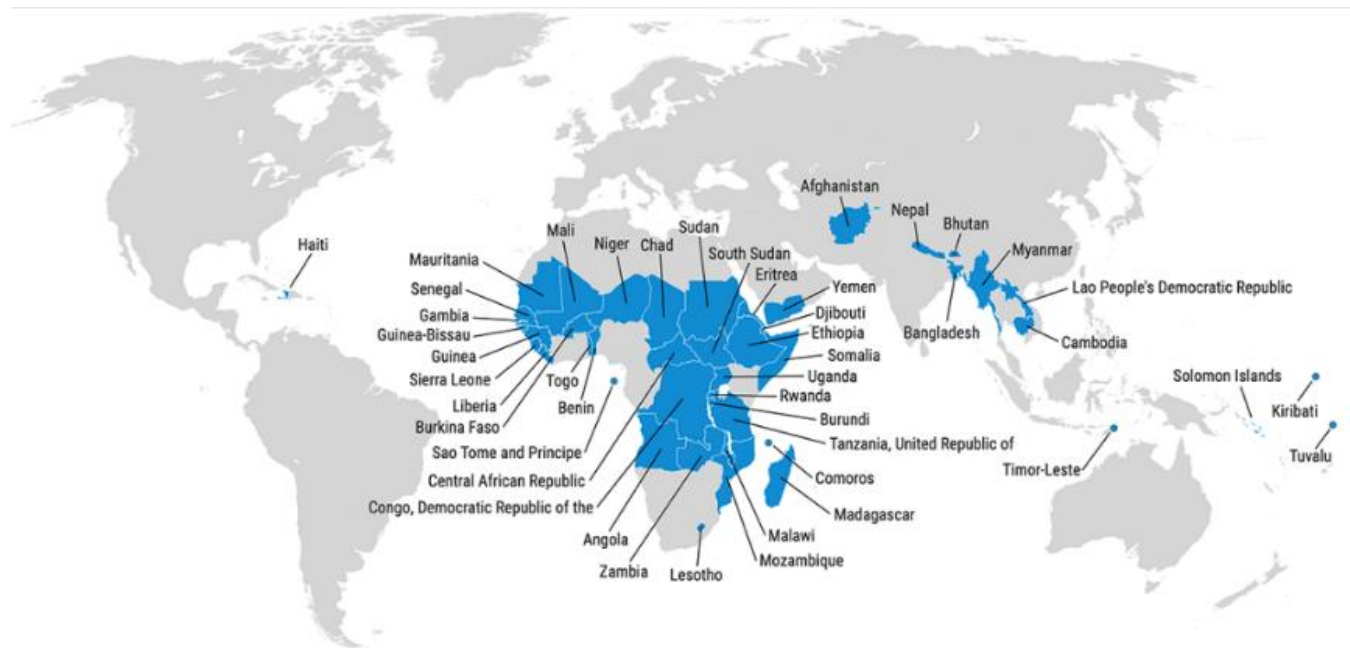 Afghanistan
Nepal
Bhutan
Sudan
Mali
Niger
Chad
Haiti
South Sudan
Myanmar
Mauritania
Eritrea
Yemen
Lao People's Democratic Republic
Senegal
Djibouti
Gambia
Ethiopia
Bangladesh
Guinea-Bissau
Cambodia
Guinea
Somalia
Sierra Leone
Togo
Uganda
Solomon Islands
Rwanda
Liberia
Benin
Kiribati
Burundi
Burkina Faso
Tanzania, United Republic of
Sao Tome and Principe
Tuvalu
Timor-Leste
Central African Republic
Comoros
Congo, Democratic Republic of the
Madagascar
Angola
Malawi
Mozambique
Zambia
Lesotho